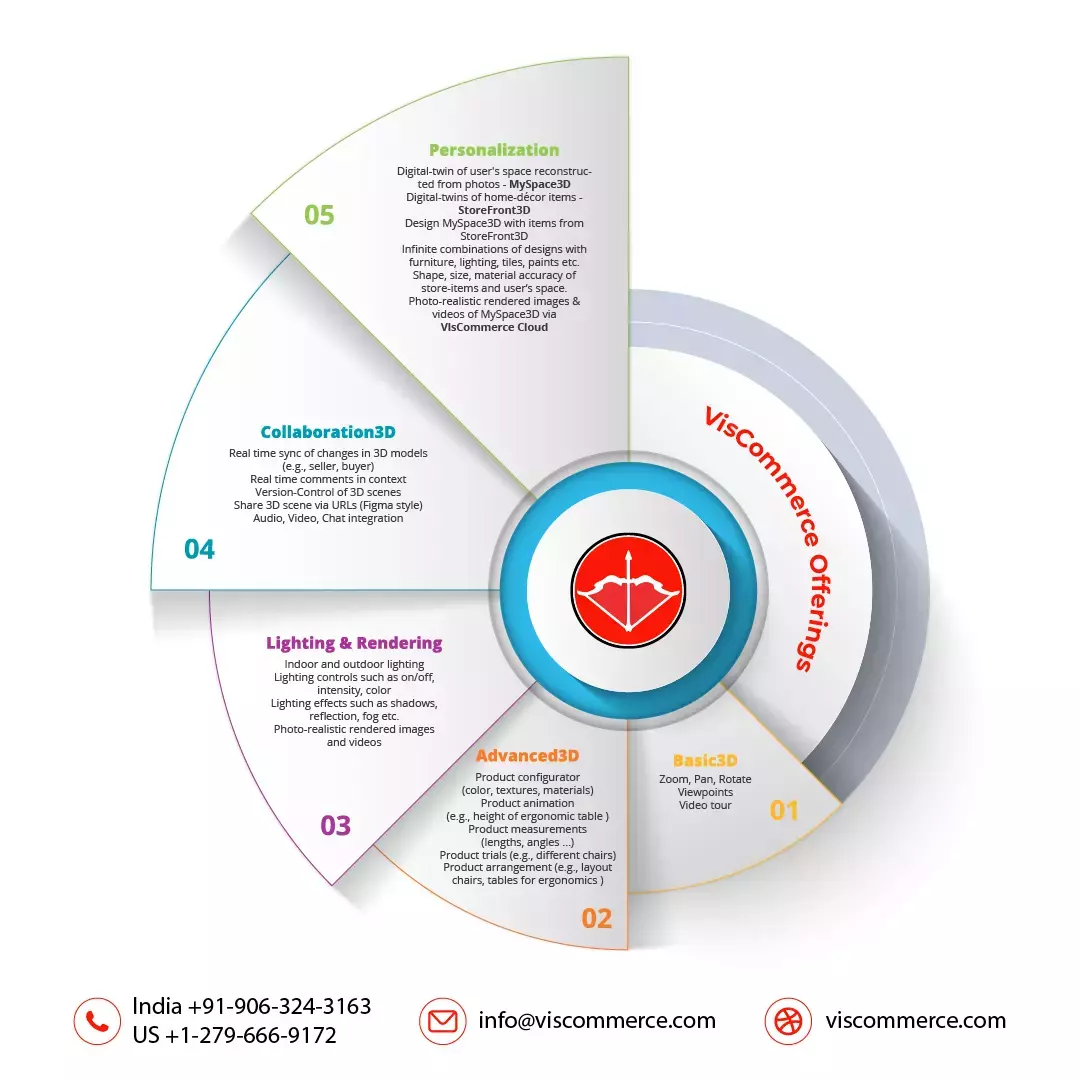 Personalization
Digital-twin of user's space reconstruc-
ted from photos - MySpace3D
Digital-twins of home-décor items -
StoreFront3D
Design MySpace3D with items from
StoreFront3D
Infinite combinations of designs with
furniture, lighting, tiles, paints etc.
Shape, size, material accuracy of
store-items and user's space.
Photo-realistic rendered images &
videos of MySpace3D via
VIsCommerce Cloud
05
VisCommerce Offerings
Collaboration3D
Real time sync of changes in 3D models
(e.g., seller, buyer)
Real time comments in context
Version-Control of 3D scenes
Share 3D scene via URLs (Figma style)
Audio, Video, Chat integration
04
Lighting & Rendering
Indoor and outdoor lighting
Lighting controls such as on/off,
intensity, color
Lighting effects such as shadows,
reflection, fog etc.
Photo-realistic rendered images
and videos
03
Advanced3D
Product configurator
(color, textures, materials)
Product animation
(e.g., height of ergonomic table )
Product measurements
(lengths, angles ...)
Product trials (e.g., different chairs)
Product arrangement (e.g., layout
chairs, tables for ergonomics )
02
Basic3D
Zoom, Pan, Rotate
Viewpoints
Video tour
01
India +91-906-324-3163
US +1-279-666-9172
info@viscommerce.com
viscommerce.com